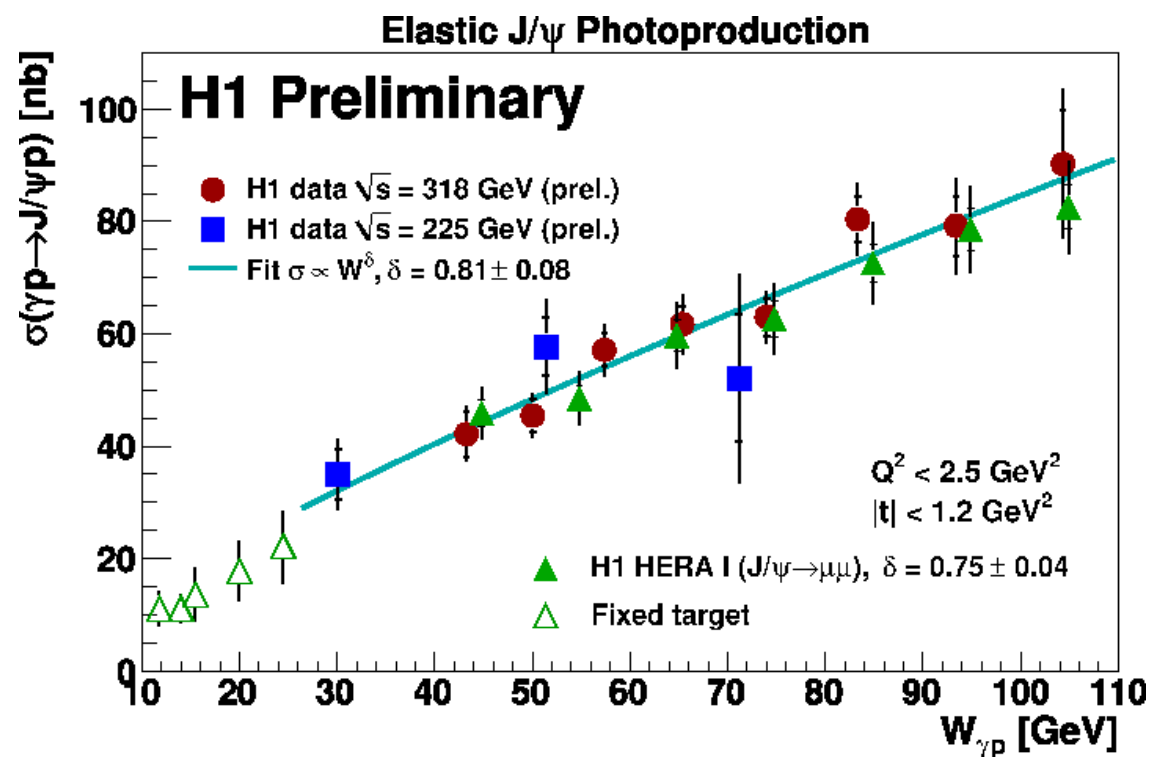 Elastic J/ψ Photoproduction
H1 Preliminary
σ(γp→J/ψp) [nb]
100
80
60
40
20
0
H1 data √s = 318 GeV (prel.)
H1 data √s = 225 GeV (prel.)
Fit σ ∝ W^δ, δ = 0.81 ± 0.08
Q² < 2.5 GeV²
|t| < 1.2 GeV²
H1 HERA I (J/ψ→μμ), δ = 0.75 ± 0.04
Fixed target
10 20 30 40 50 60 70 80 90 100 110
W_γp [GeV]